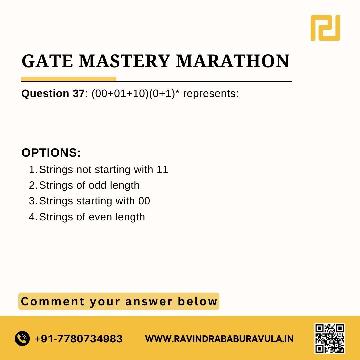 GATE MASTERY MARATHON
Question 37: (00+01+10)(0+1)* represents:
OPTIONS:
1. Strings not starting with 11
2. Strings of odd length
3. Strings starting with 00
4. Strings of even length
Comment your answer below
+91-7780734983 WWW.RAVINDRABABURAVULA.IN